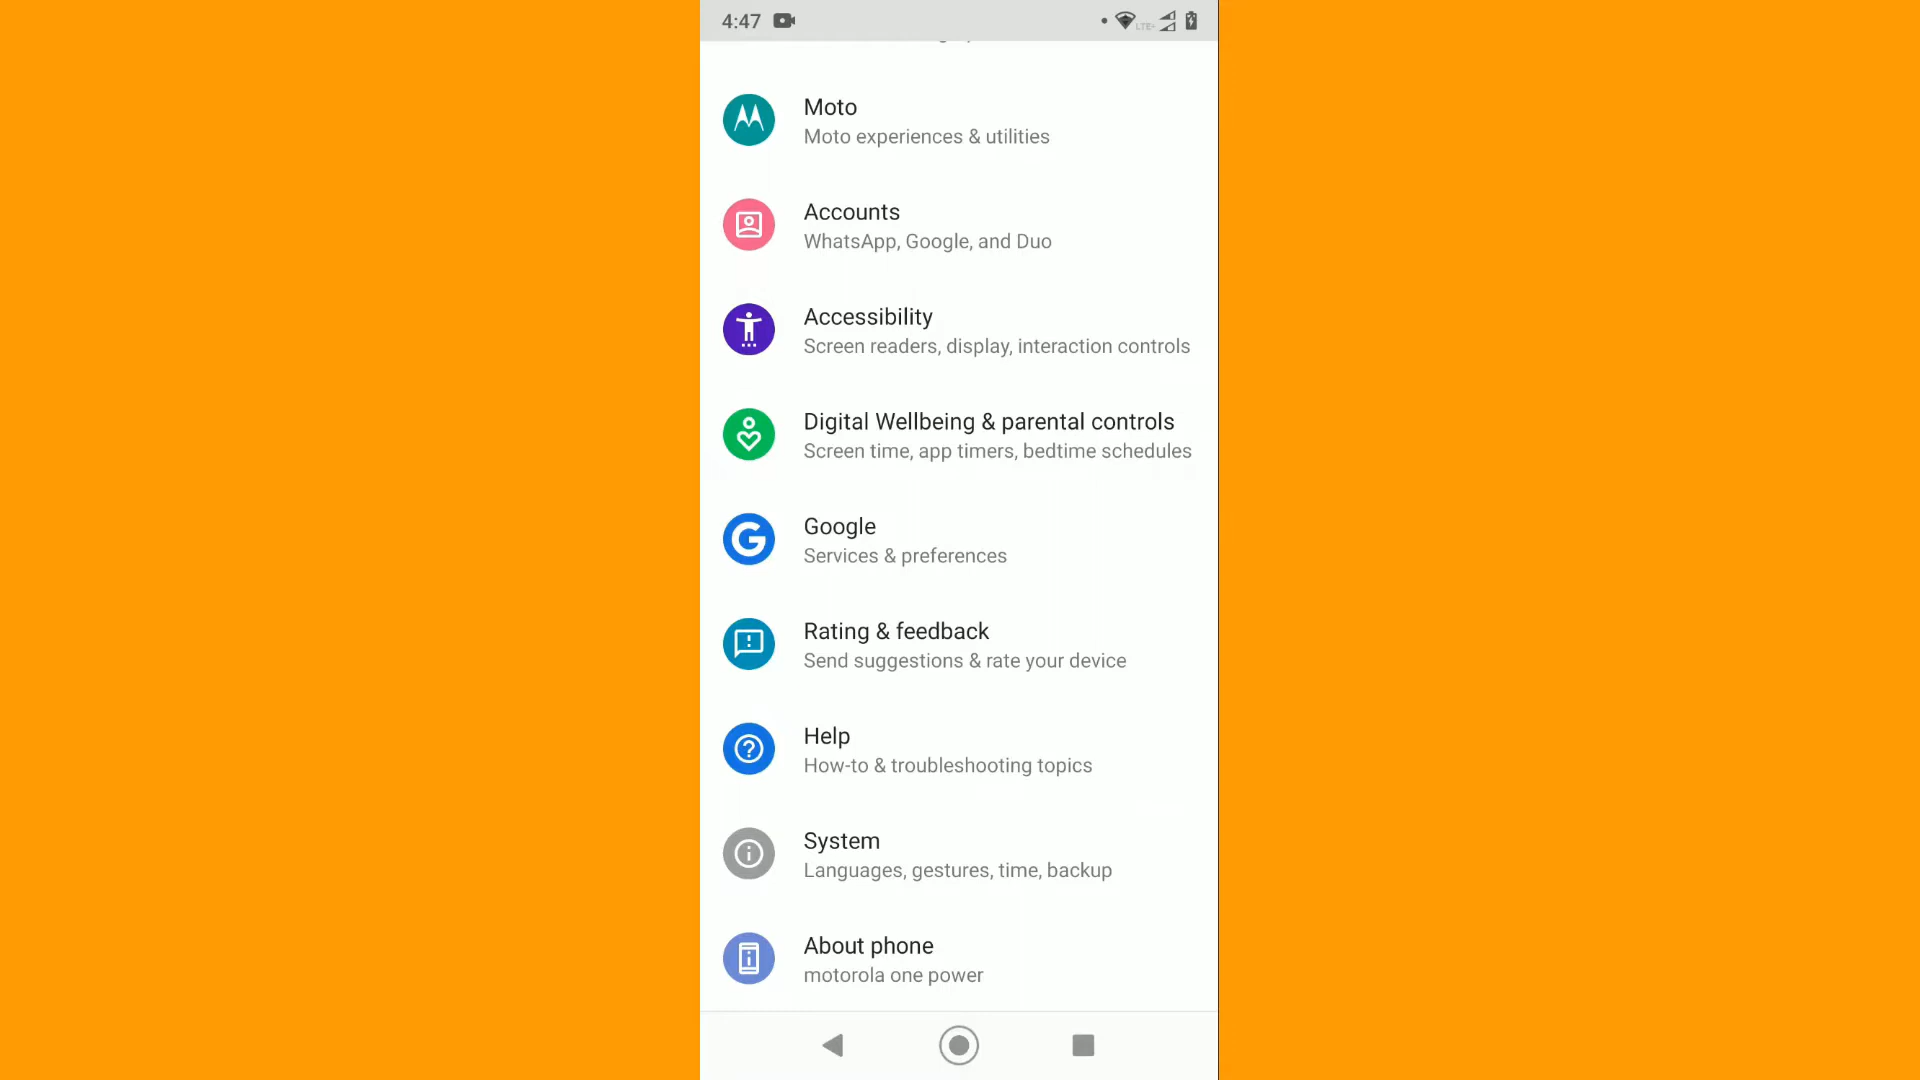 4:47
LTE+
Moto
Moto experiences & utilities
Accounts
WhatsApp, Google, and Duo
Accessibility
Screen readers, display, interaction controls
Digital Wellbeing & parental controls
Screen time, app timers, bedtime schedules
Google
Services & preferences
Rating & feedback
Send suggestions & rate your device
Help
How-to & troubleshooting topics
System
Languages, gestures, time, backup
About phone
motorola one power